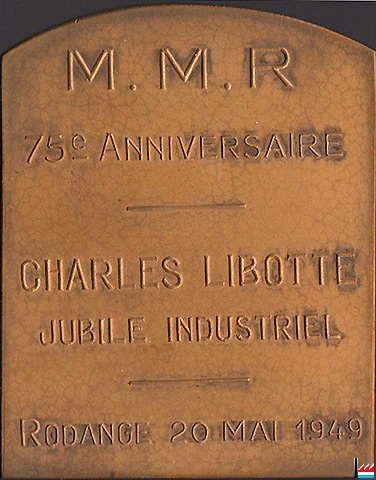 M.M.R
75e ANNIVERSAIRE
CHARLES LIBOTTE
JUBILE INDUSTRIEL
RODANGE 20 MAI 1949